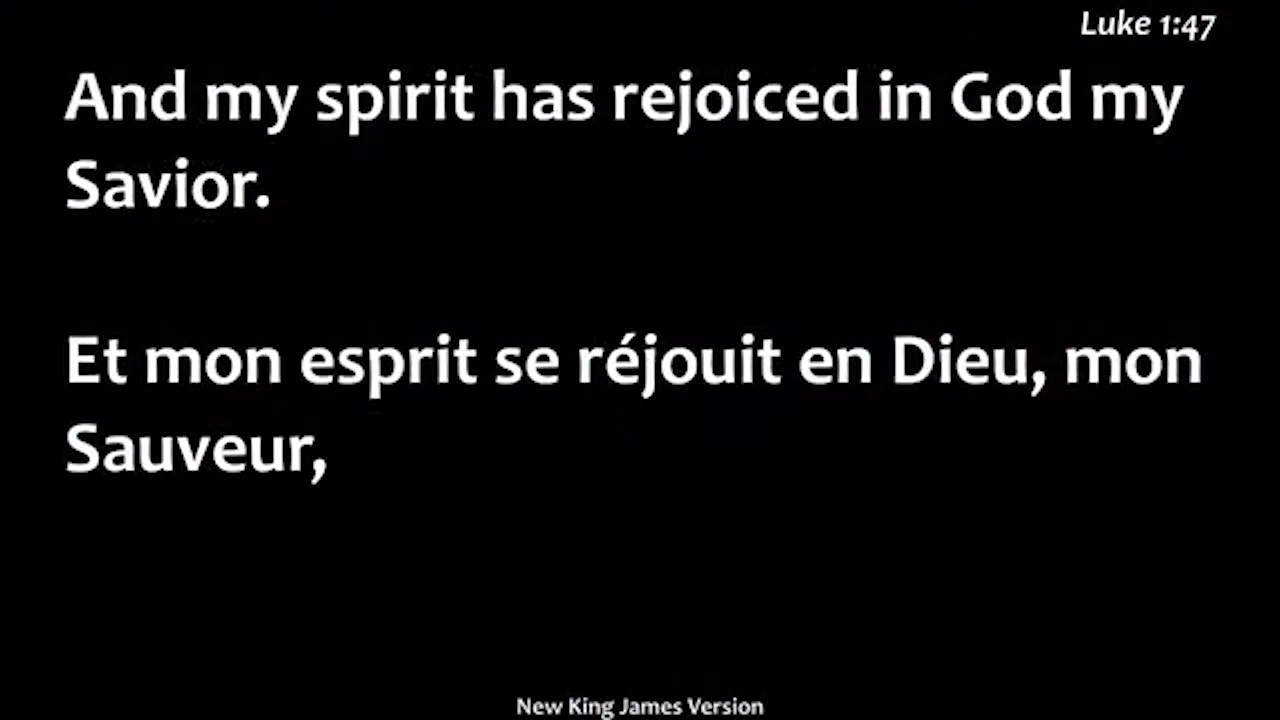 Luke 1:47
And my spirit has rejoiced in God my
Savior.
Et mon esprit se réjouit en Dieu, mon
Sauveur,
New King James Version